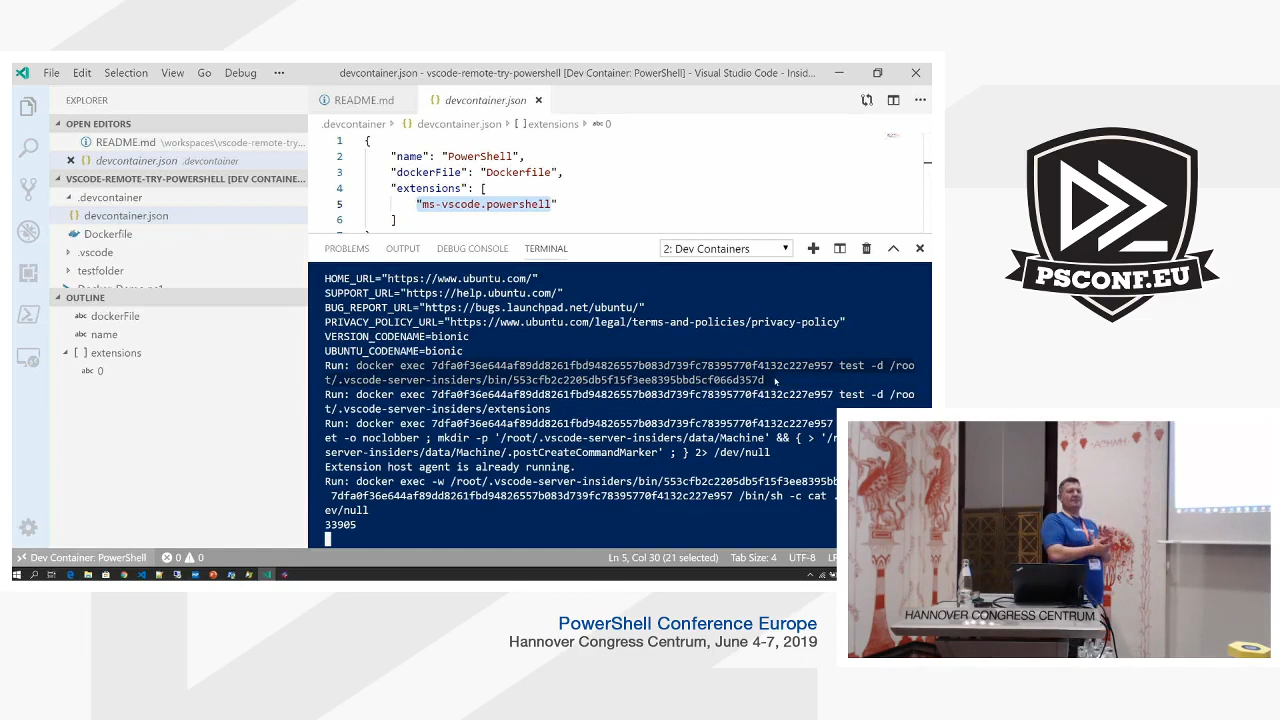 File Edit Selection View Go Debug ··· devcontainer.json - vscode-remote-try-powershell [Dev Container: PowerShell] - Visual Studio Code - Insid...
EXPLORER
OPEN EDITORS
README.md \workspaces\vscode-remote-try-...
devcontainer.json .devcontainer
VSCODE-REMOTE-TRY-POWERSHELL [DEV CONTAINE...
.devcontainer
devcontainer.json
Dockerfile
.vscode
testfolder
OUTLINE
dockerFile
name
[ ] extensions
abc 0
README.md {} devcontainer.json
.devcontainer > {} devcontainer.json > [ ] extensions > abc 0
1 {
2 "name": "PowerShell",
3 "dockerFile": "Dockerfile",
4 "extensions": [
5 "ms-vscode.powershell"
6 ]
PROBLEMS OUTPUT DEBUG CONSOLE TERMINAL 2: Dev Containers
HOME_URL="https://www.ubuntu.com/"
SUPPORT_URL="https://help.ubuntu.com/"
BUG_REPORT_URL="https://bugs.launchpad.net/ubuntu/"
PRIVACY_POLICY_URL="https://www.ubuntu.com/legal/terms-and-policies/privacy-policy"
VERSION_CODENAME=bionic
UBUNTU_CODENAME=bionic
Run: docker exec 7dfa0f36e644af89dd8261fbd94826557b083d739fc78395770f4132c227e957 test -d /roo
t/.vscode-server-insiders/bin/553cfb2c2205db5f15f3ee8395bbd5cf066d357d
Run: docker exec 7dfa0f36e644af89dd8261fbd94826557b083d739fc78395770f4132c227e957 test -d /roo
t/.vscode-server-insiders/extensions
Run: docker exec 7dfa0f36e644af89dd8261fbd94826557b083d739fc78395770f4132c227e957
et -o noclobber ; mkdir -p '/root/.vscode-server-insiders/data/Machine' && { > '/r
server-insiders/data/Machine/.postCreateCommandMarker' ; } 2> /dev/null
Extension host agent is already running.
Run: docker exec -w /root/.vscode-server-insiders/bin/553cfb2c2205db5f15f3ee8395bb
7dfa0f36e644af89dd8261fbd94826557b083d739fc78395770f4132c227e957 /bin/sh -c cat .
ev/null
33905
Dev Container: PowerShell 0 0 Ln 5, Col 30 (21 selected) Tab Size: 4 UTF-8 LF
PSCONF.EU
HANNOVER CONGRESS CENTRUM
PowerShell Conference Europe
Hannover Congress Centrum, June 4-7, 2019